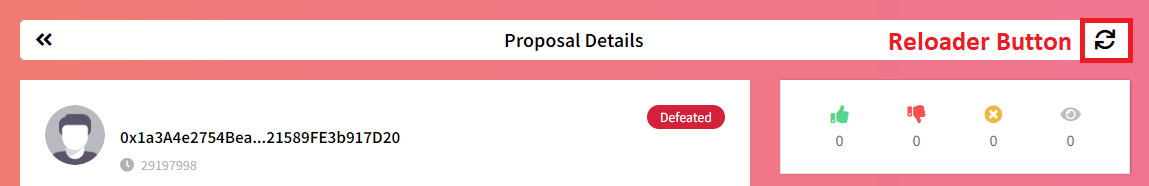 Proposal Details
Reloader Button
Defeated
0x1a3A4e2754Bea...21589FE3b917D20
29197998
0 0 0 0